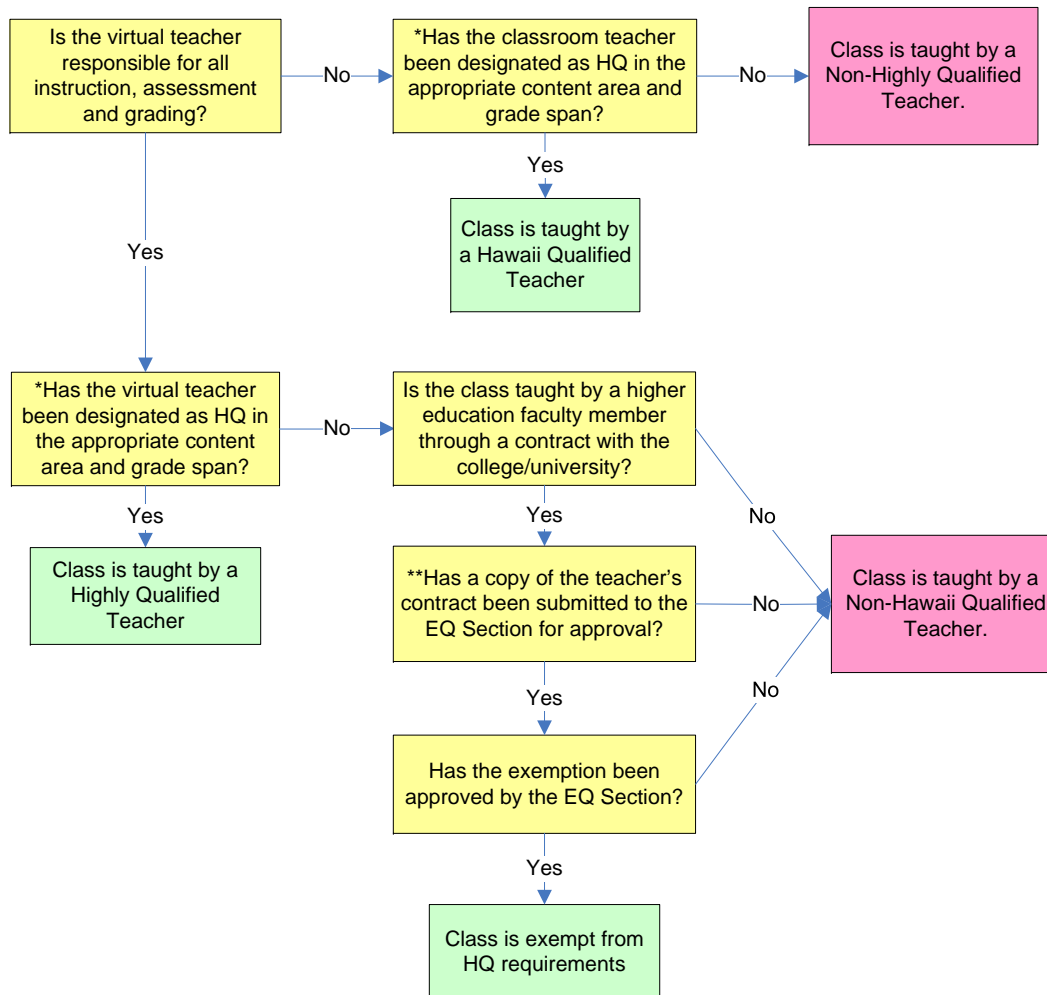 Is the virtual teacher
responsible for all
instruction, assessment
and grading?
No
*Has the classroom teacher
been designated as HQ in the
appropriate content area and
grade span?
No
Class is taught by a
Non-Highly Qualified
Teacher.
Yes
Class is taught by
a Hawaii Qualified
Teacher
Yes
*Has the virtual teacher
been designated as HQ in
the appropriate content
area and grade span?
No
Is the class taught by a higher
education faculty member
through a contract with the
college/university?
No
Yes
Class is taught by a
Highly Qualified
Teacher
Yes
**Has a copy of the teacher’s
contract been submitted to the
EQ Section for approval?
No
Class is taught by a
Non-Hawaii Qualified
Teacher.
Yes
Has the exemption been
approved by the EQ Section?
No
Yes
Class is exempt from
HQ requirements